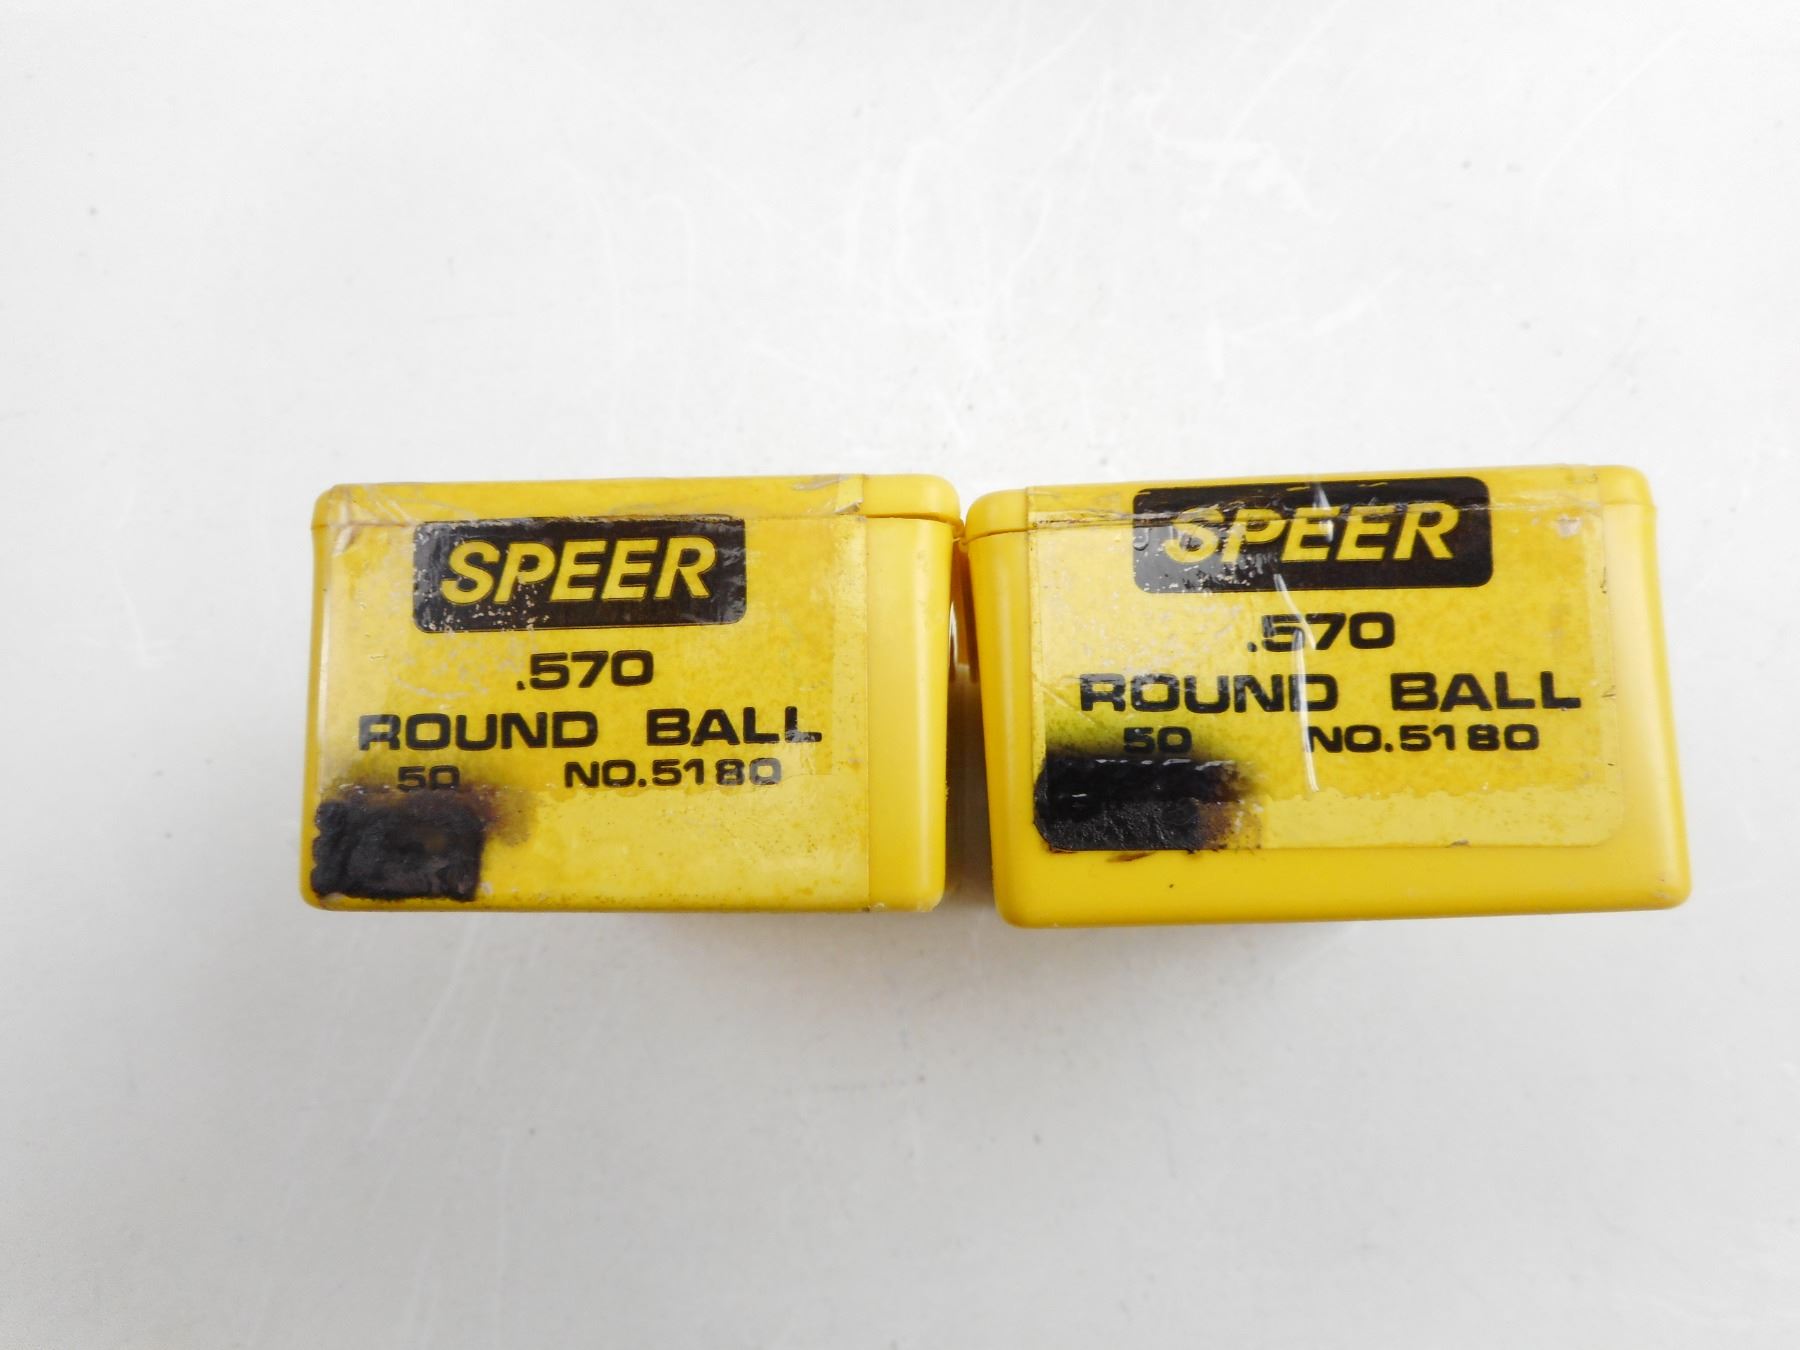 SPEER
.570
ROUND BALL
50 NO.5180
SPEER
.570
ROUND BALL
50 NO.5180